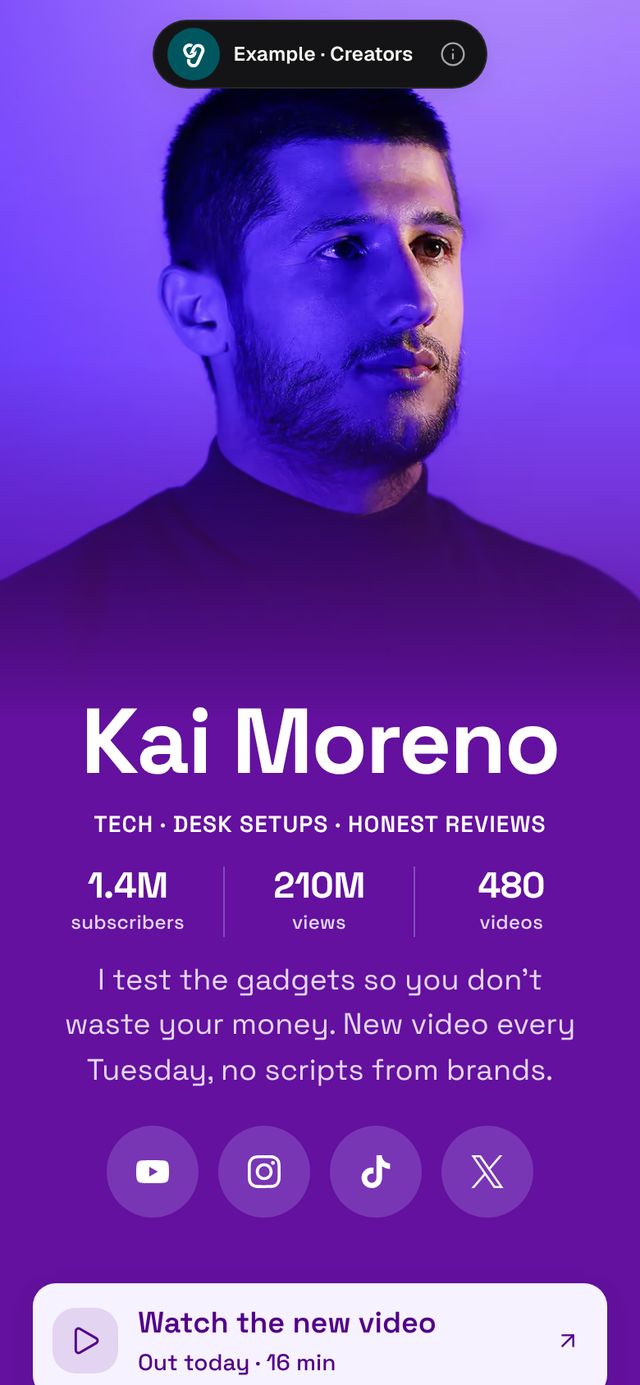 Example · Creators
Kai Moreno
TECH · DESK SETUPS · HONEST REVIEWS
1.4M
subscribers
210M
views
480
videos
I test the gadgets so you don’t
waste your money. New video every
Tuesday, no scripts from brands.
Watch the new video
Out today · 16 min